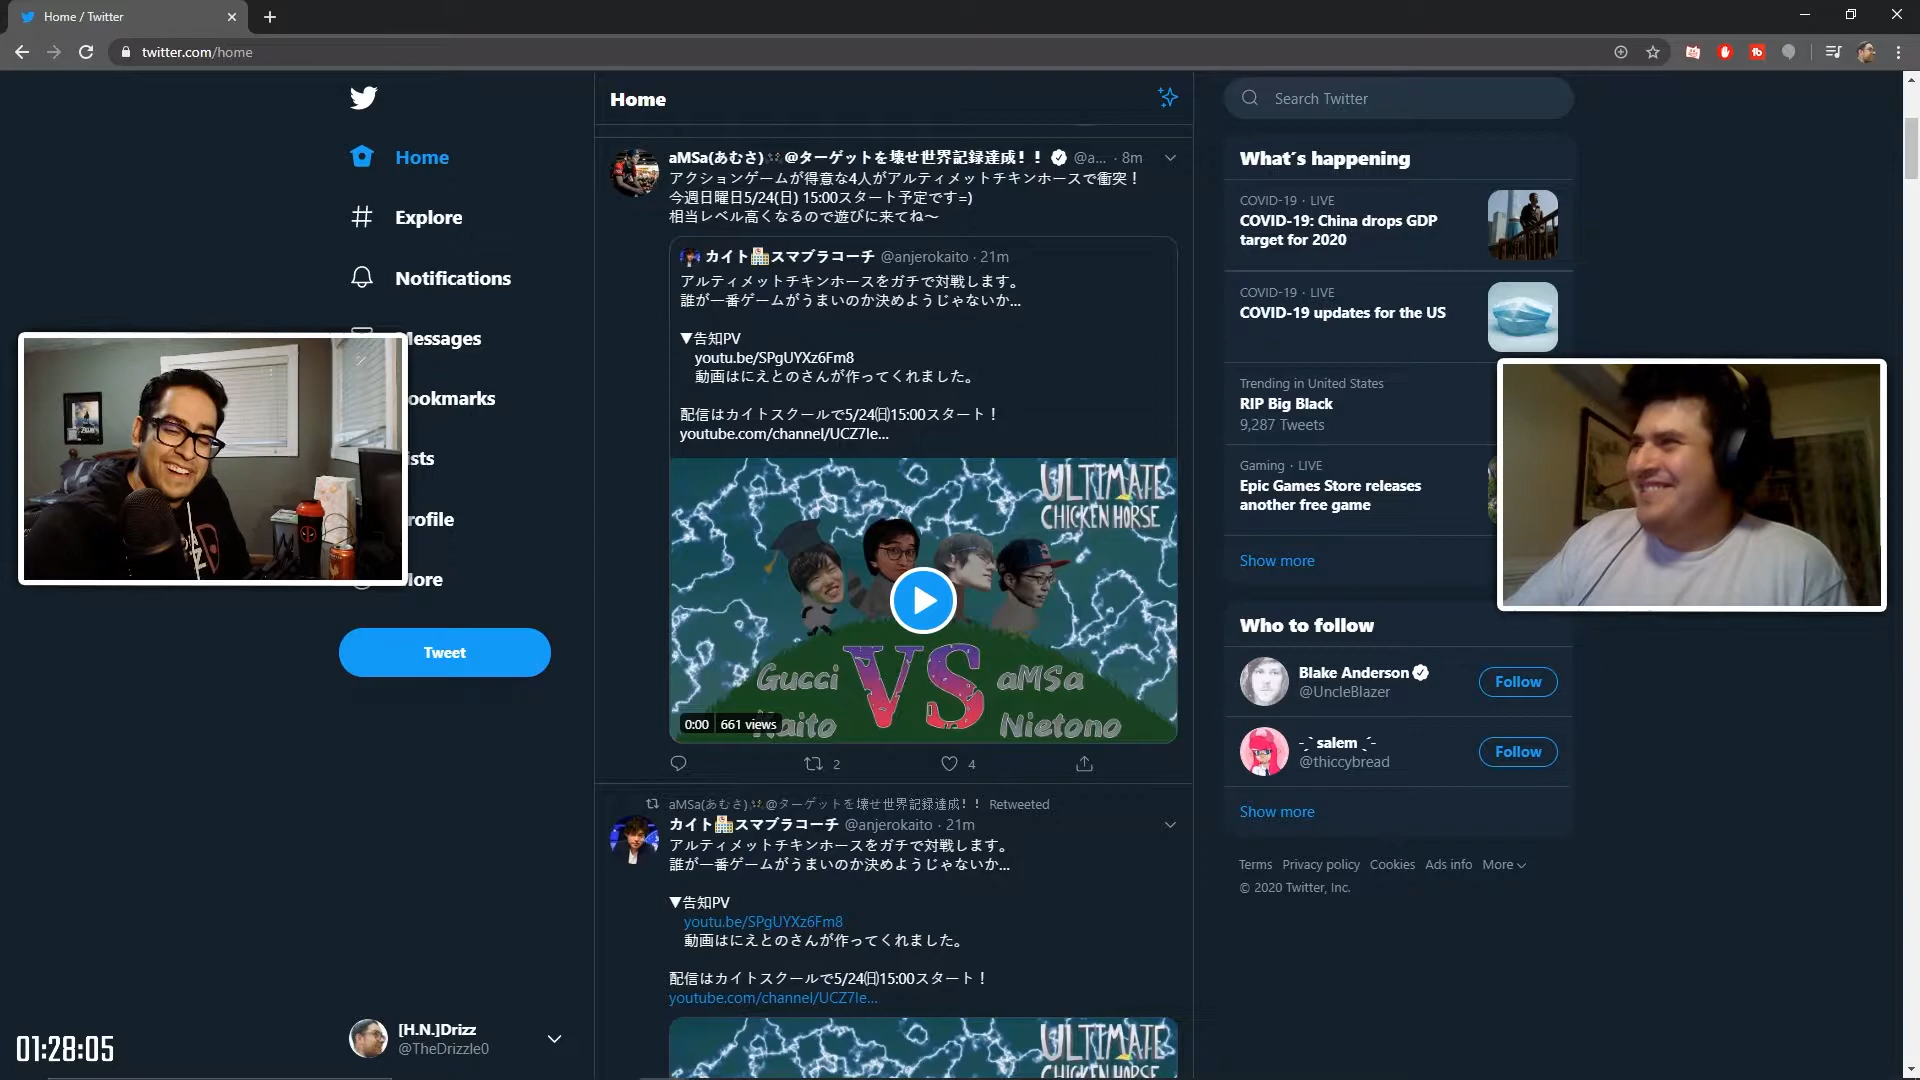 Home / Twitter
twitter.com/home
Home
Explore
Notifications
Messages
Bookmarks
Lists
Profile
More
Tweet
[H.N.]Drizz
@TheDrizzle0
01:28:05
Home
aMSa(あむさ) @ターゲットを壊せ世界記録達成!! @a... · 8m
アクションゲームが得意な4人がアルティメットチキンホースで衝突!
今週日曜日5/24(日) 15:00スタート予定です=)
相当レベル高くなるので遊びに来てね〜
カイト🏥スマブラコーチ @anjerokaito · 21m
アルティメットチキンホースをガチで対戦します。
誰が一番ゲームがうまいのか決めようじゃないか...
▼告知PV
youtu.be/SPgUYXz6Fm8
動画はにえとのさんが作ってくれました。
配信はカイトスクールで5/24㈰15:00スタート!
youtube.com/channel/UCZ7Ie...
ULTIMATE
CHICKEN HORSE
Gucci VS aMSa
Kaito Nietono
0:00 661 views
2 4
aMSa(あむさ) @ターゲットを壊せ世界記録達成!! Retweeted
カイト🏥スマブラコーチ @anjerokaito · 21m
アルティメットチキンホースをガチで対戦します。
誰が一番ゲームがうまいのか決めようじゃないか...
▼告知PV
youtu.be/SPgUYXz6Fm8
動画はにえとのさんが作ってくれました。
配信はカイトスクールで5/24㈰15:00スタート!
youtube.com/channel/UCZ7Ie...
ULTIMATE
CHICKEN HORSE
Search Twitter
What's happening
COVID-19 · LIVE
COVID-19: China drops GDP
target for 2020
COVID-19 · LIVE
COVID-19 updates for the US
Trending in United States
RIP Big Black
9,287 Tweets
Gaming · LIVE
Epic Games Store releases
another free game
Show more
Who to follow
Blake Anderson
@UncleBlazer
Follow
-ˏˋ salem ˎˊ-
@thiccybread
Follow
Show more
Terms Privacy policy Cookies Ads info More
© 2020 Twitter, Inc.